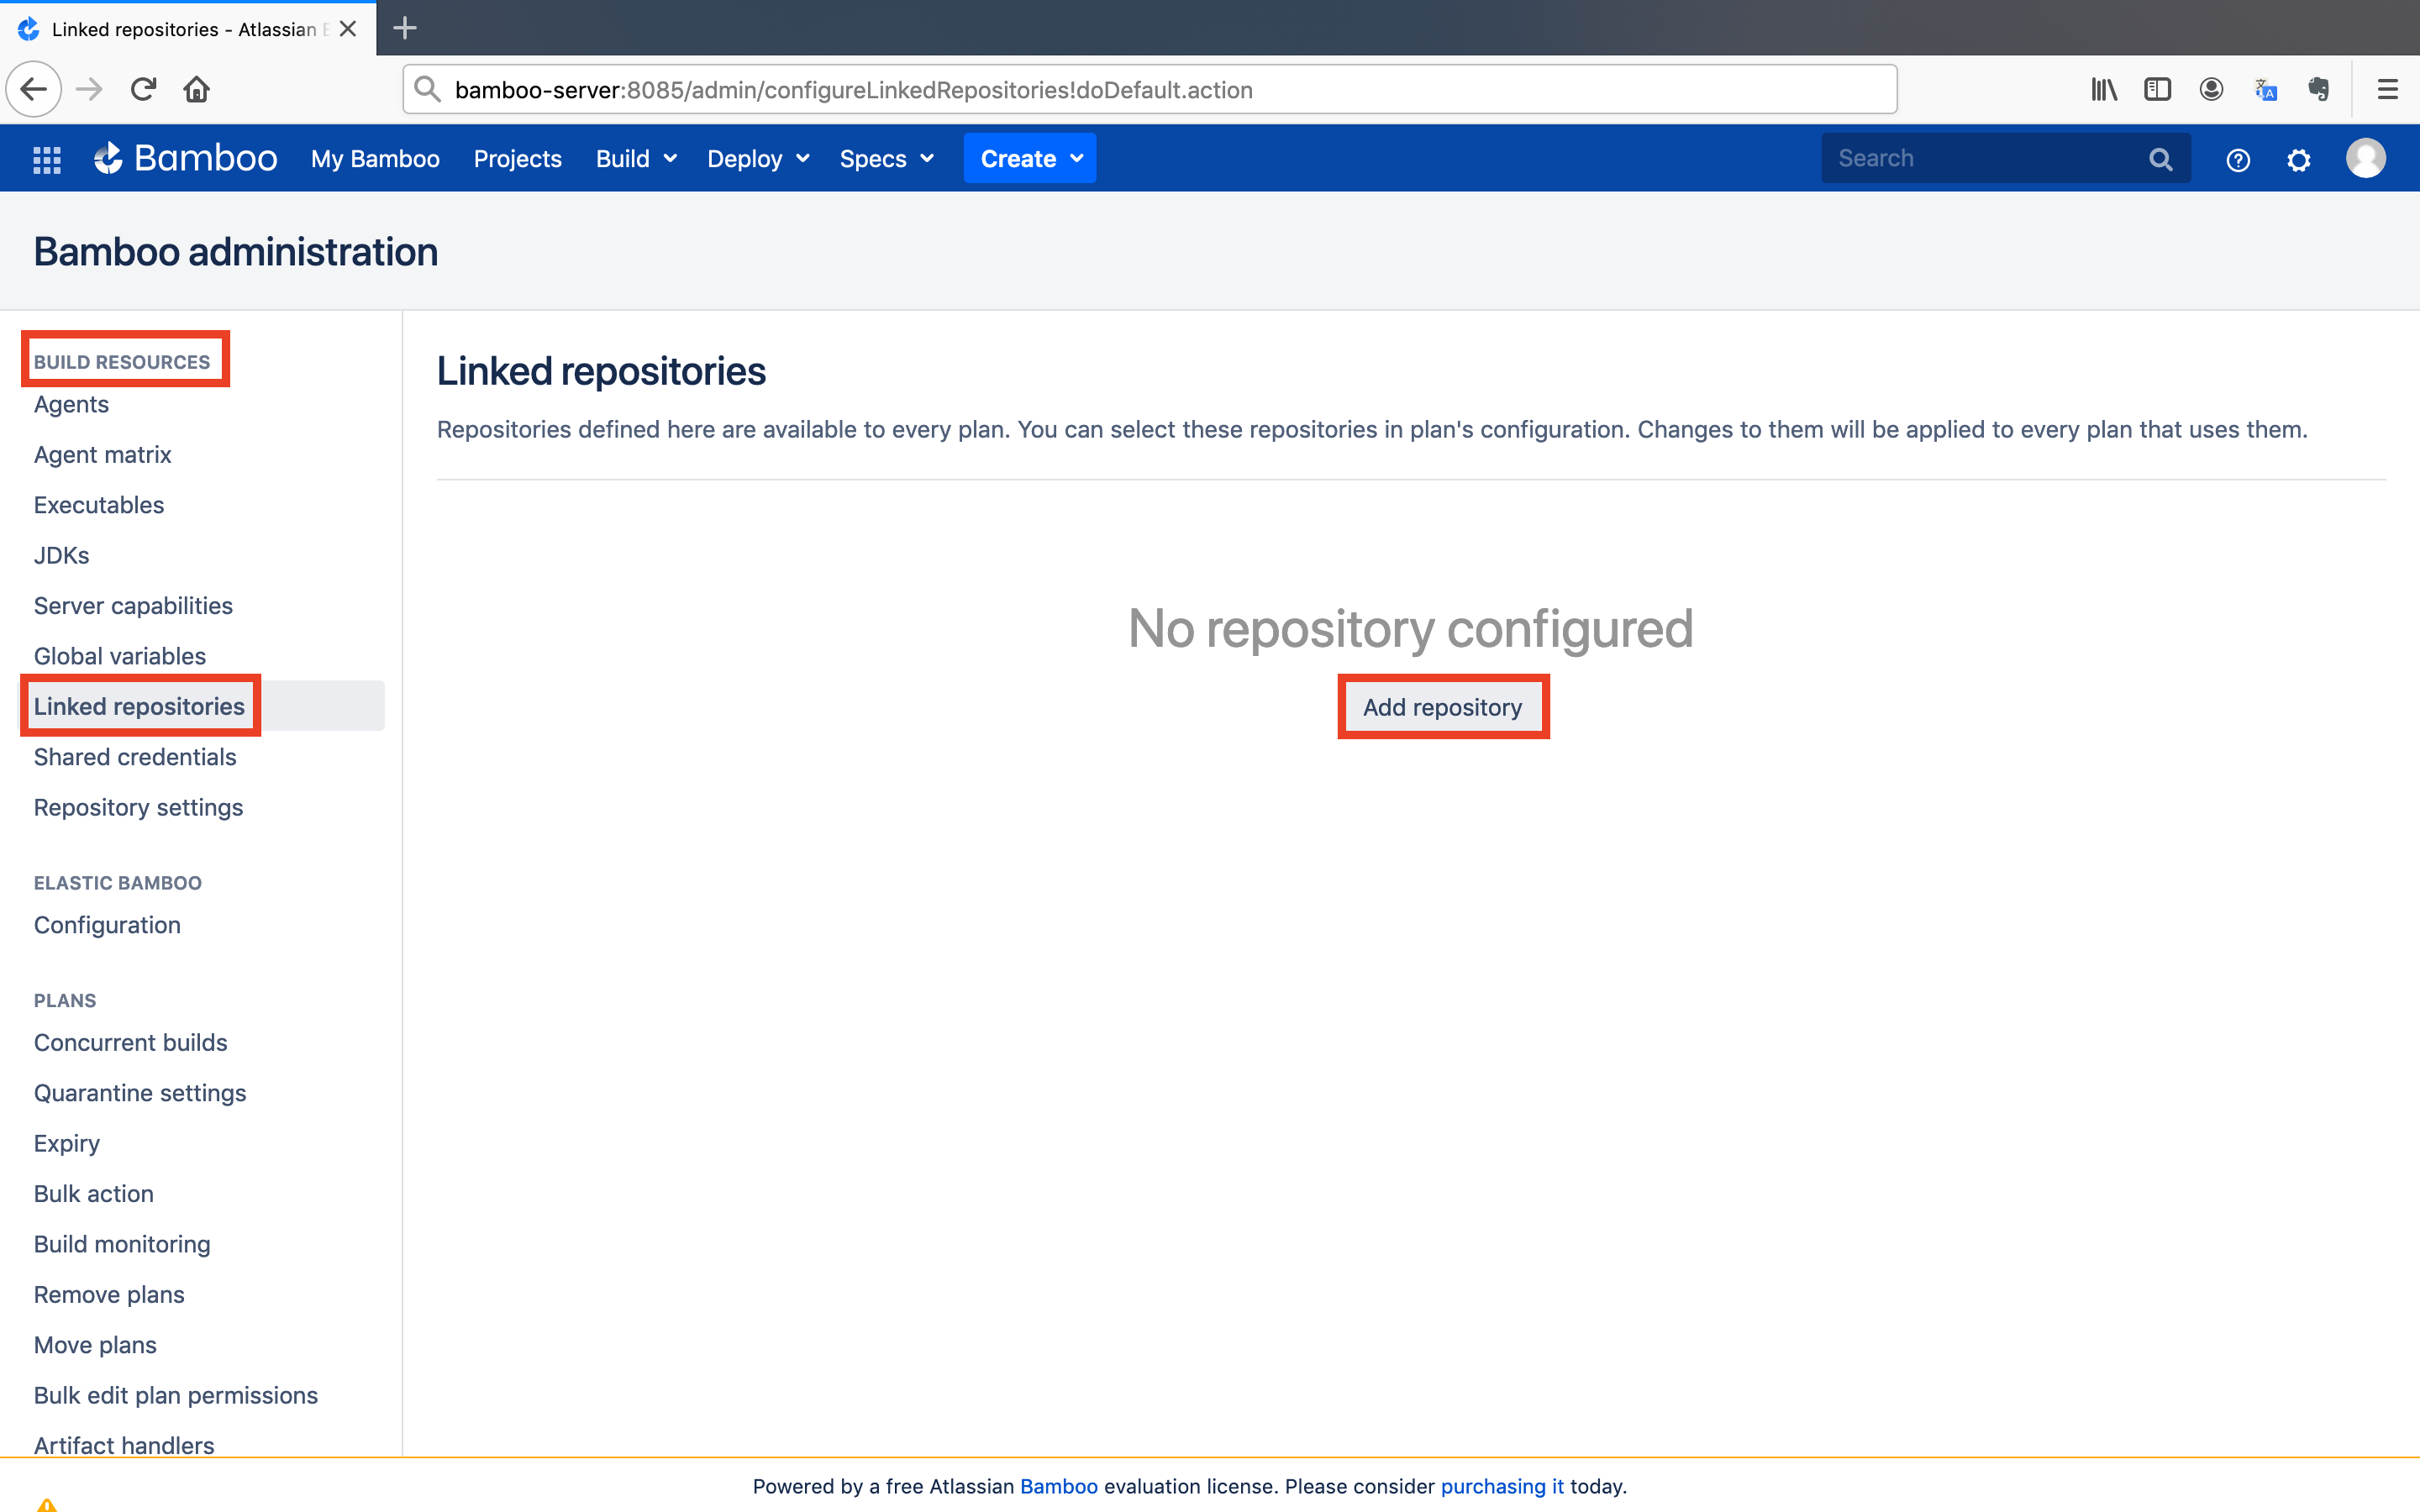 Linked repositories - Atlassian
bamboo-server:8085/admin/configureLinkedRepositories!doDefault.action
Bamboo My Bamboo Projects Build Deploy Specs Create Search
Bamboo administration
BUILD RESOURCES
Agents
Agent matrix
Executables
JDKs
Server capabilities
Global variables
Linked repositories
Shared credentials
Repository settings
ELASTIC BAMBOO
Configuration
PLANS
Concurrent builds
Quarantine settings
Expiry
Bulk action
Build monitoring
Remove plans
Move plans
Bulk edit plan permissions
Artifact handlers
Linked repositories
Repositories defined here are available to every plan. You can select these repositories in plan's configuration. Changes to them will be applied to every plan that uses them.
No repository configured
Add repository
Powered by a free Atlassian Bamboo evaluation license. Please consider purchasing it today.